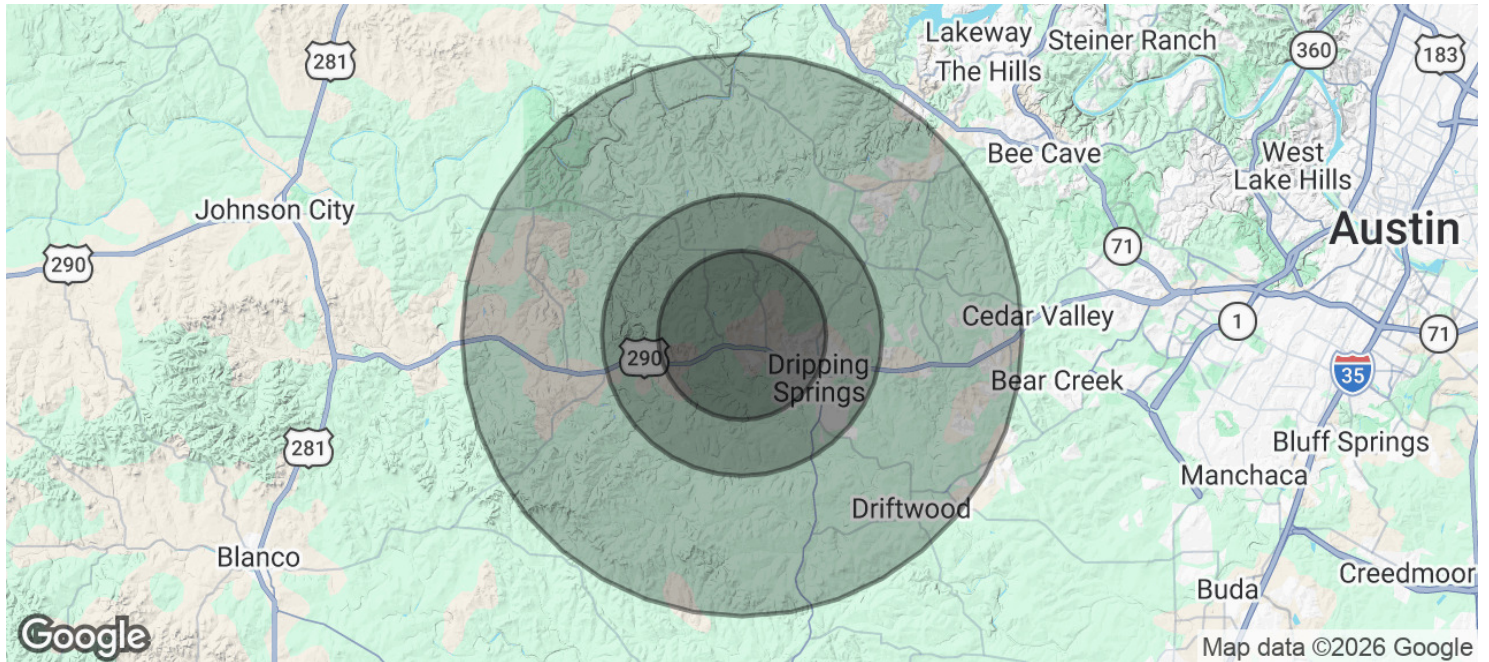 Lakeway
The Hills
Steiner Ranch
360
183
281
Bee Cave
West
Lake Hills
Johnson City
Austin
290
71
Cedar Valley
1
71
290
Dripping
Springs
Bear Creek
35
281
Bluff Springs
Manchaca
Driftwood
Blanco
Creedmoor
Buda
Google
Map data ©2026 Google